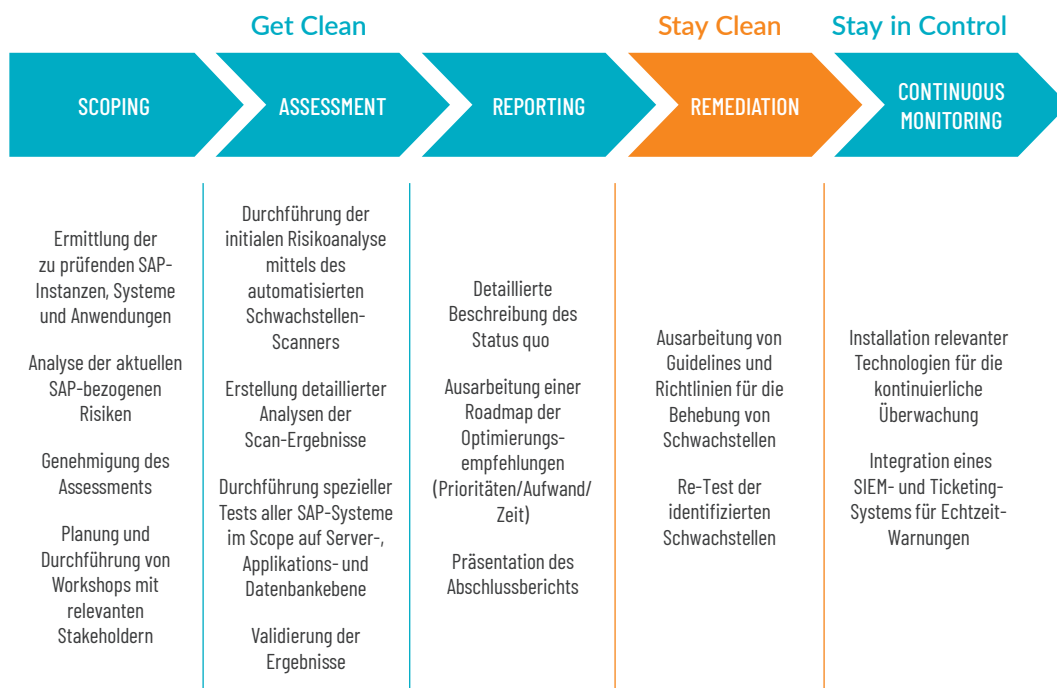 Get Clean
Stay Clean
Stay in Control
SCOPING
ASSESSMENT
REPORTING
REMEDIATION
CONTINUOUS
MONITORING
Ermittlung der
zu prüfenden SAP-
Instanzen, Systeme
und Anwendungen
Analyse der aktuellen
SAP-bezogenen
Risiken
Genehmigung des
Assessments
Planung und
Durchführung von
Workshops mit
relevanten
Stakeholdern
Durchführung der
initialen Risikoanalyse
mittels des
automatisierten
Schwachstellen-
Scanners
Erstellung detaillierter
Analysen der
Scan-Ergebnisse
Durchführung spezieller
Tests aller SAP-Systeme
im Scope auf Server-,
Applikations- und
Datenbankebene
Validierung der
Ergebnisse
Detaillierte
Beschreibung des
Status quo
Ausarbeitung einer
Roadmap der
Optimierungs-
empfehlungen
(Prioritäten/Aufwand/
Zeit)
Präsentation des
Abschlussberichts
Ausarbeitung von
Guidelines und
Richtlinien für die
Behebung von
Schwachstellen
Re-Test der
identifizierten
Schwachstellen
Installation relevanter
Technologien für die
kontinuierliche
Überwachung
Integration eines
SIEM- und Ticketing-
Systems für Echtzeit-
Warnungen